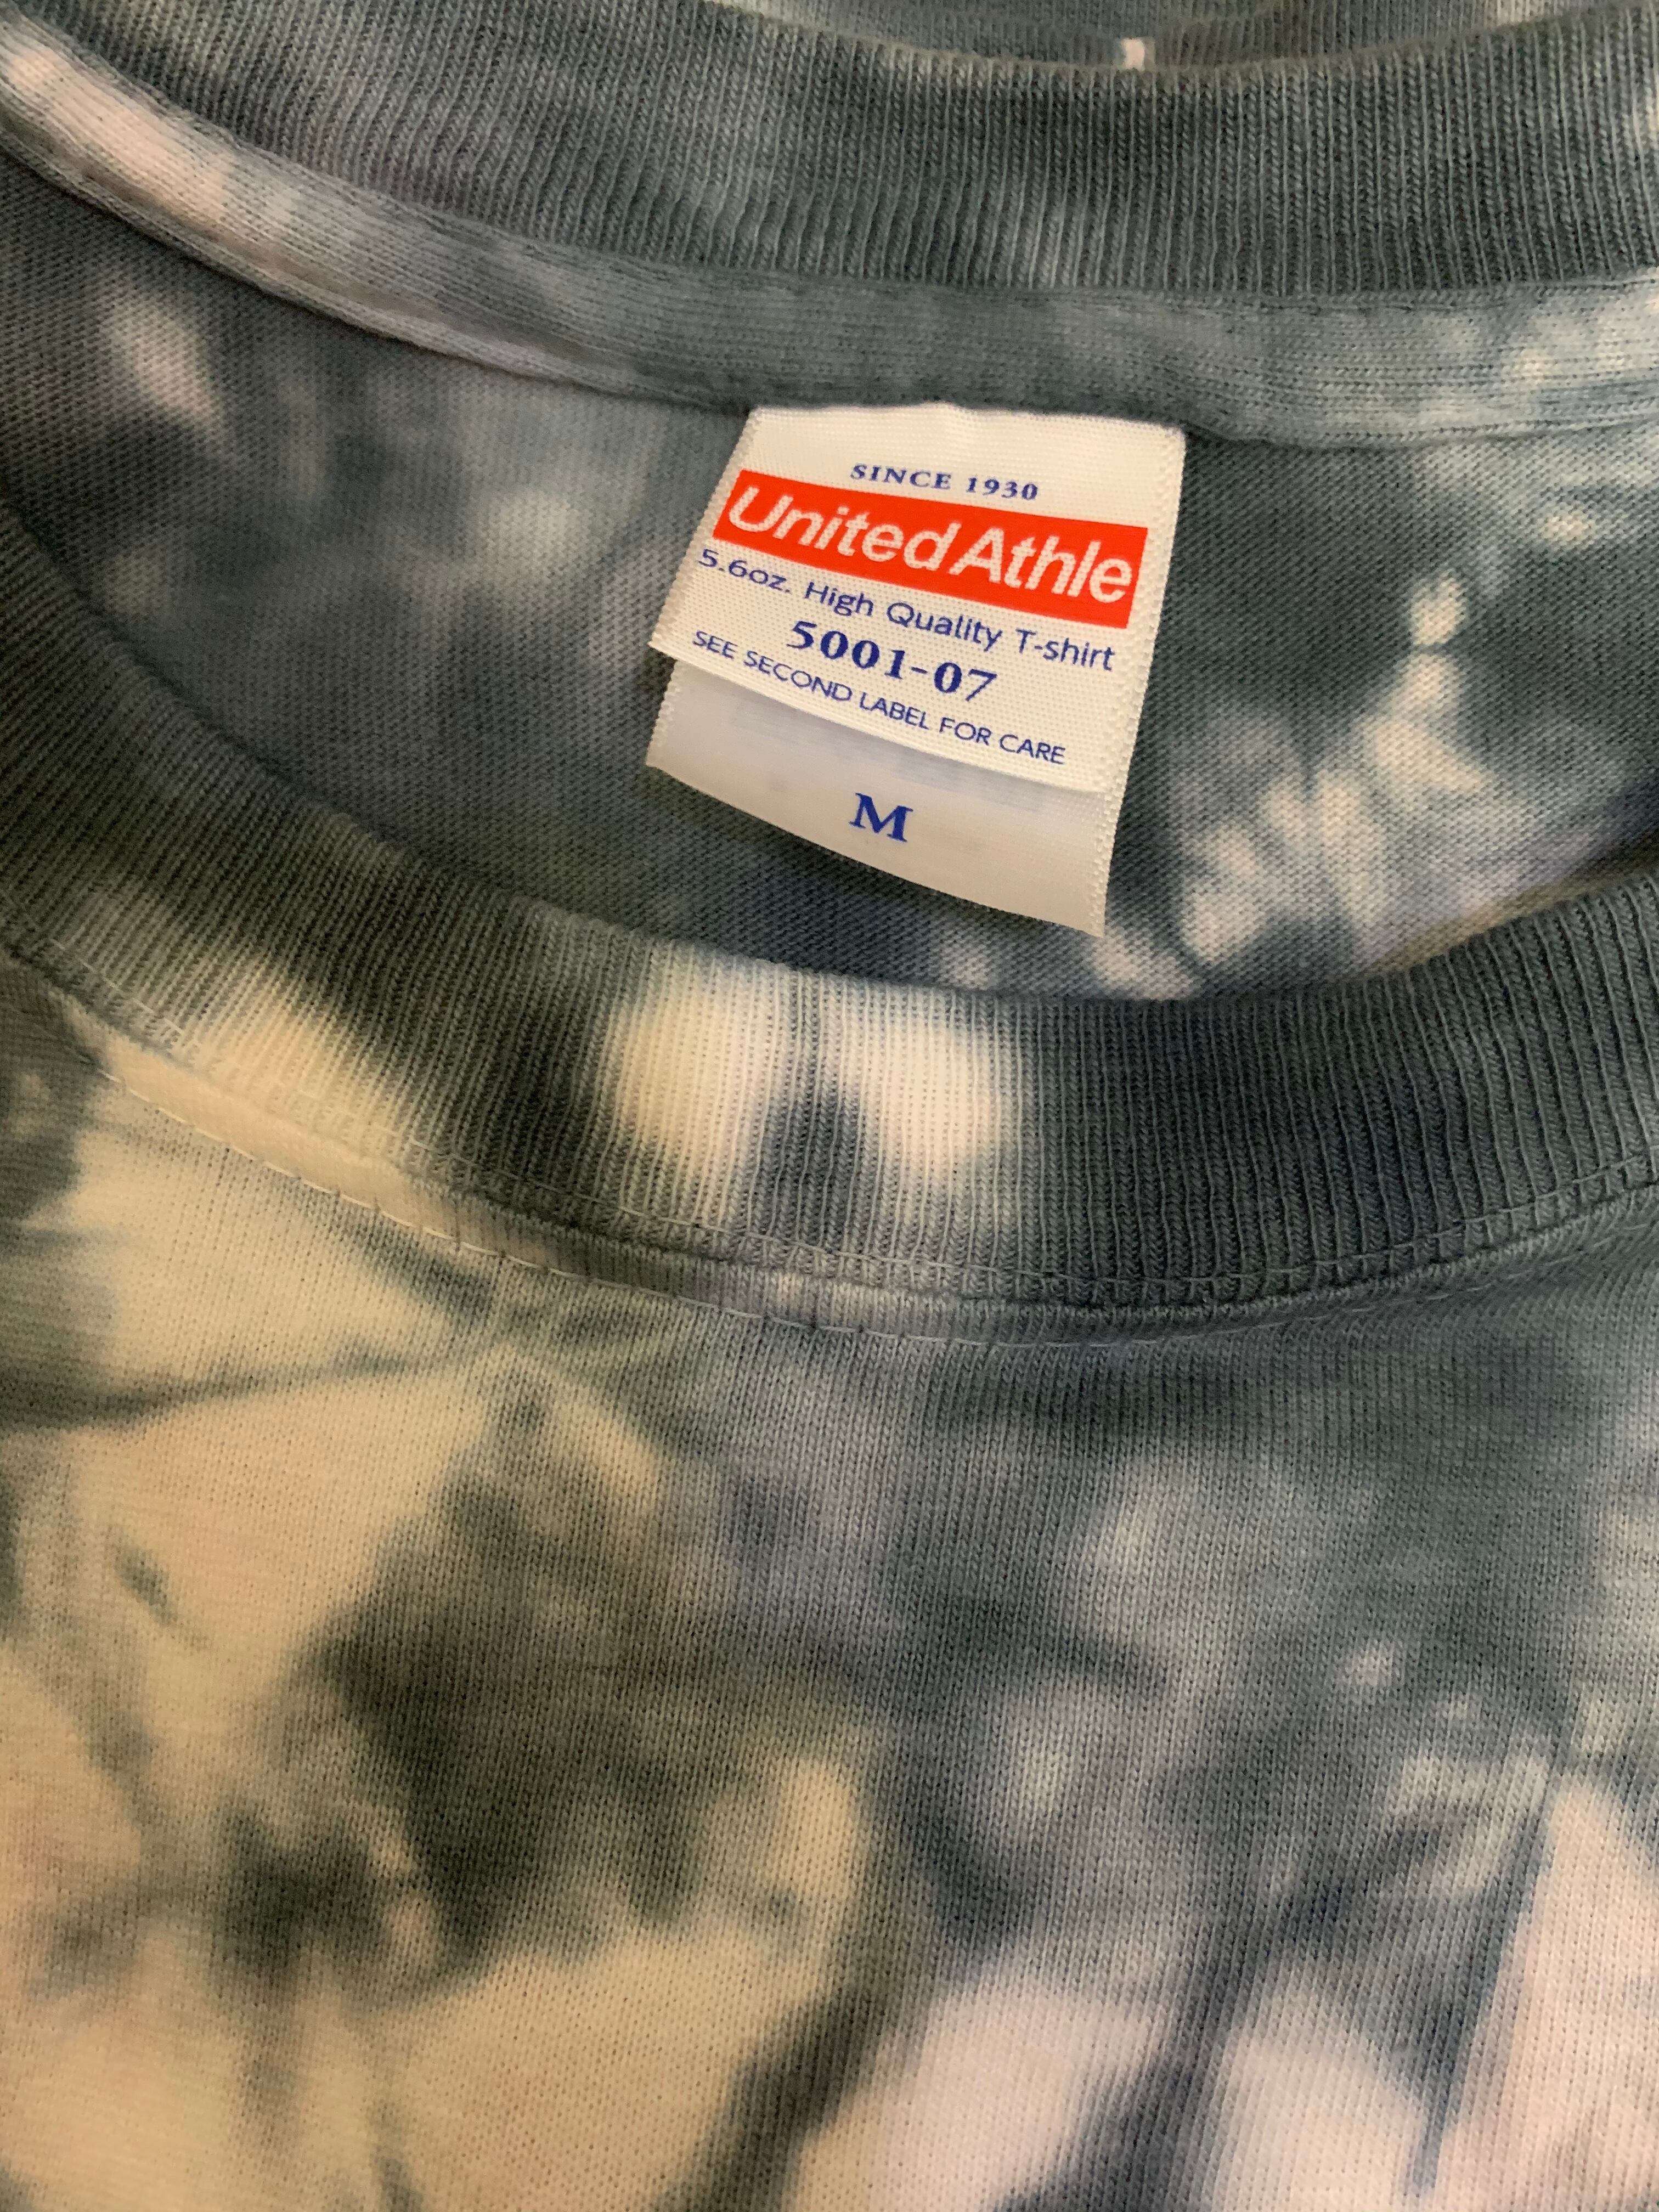 SINCE 1930
United Athle
5.6oz. High Quality T-shirt
5001-07
SEE SECOND LABEL FOR CARE
M